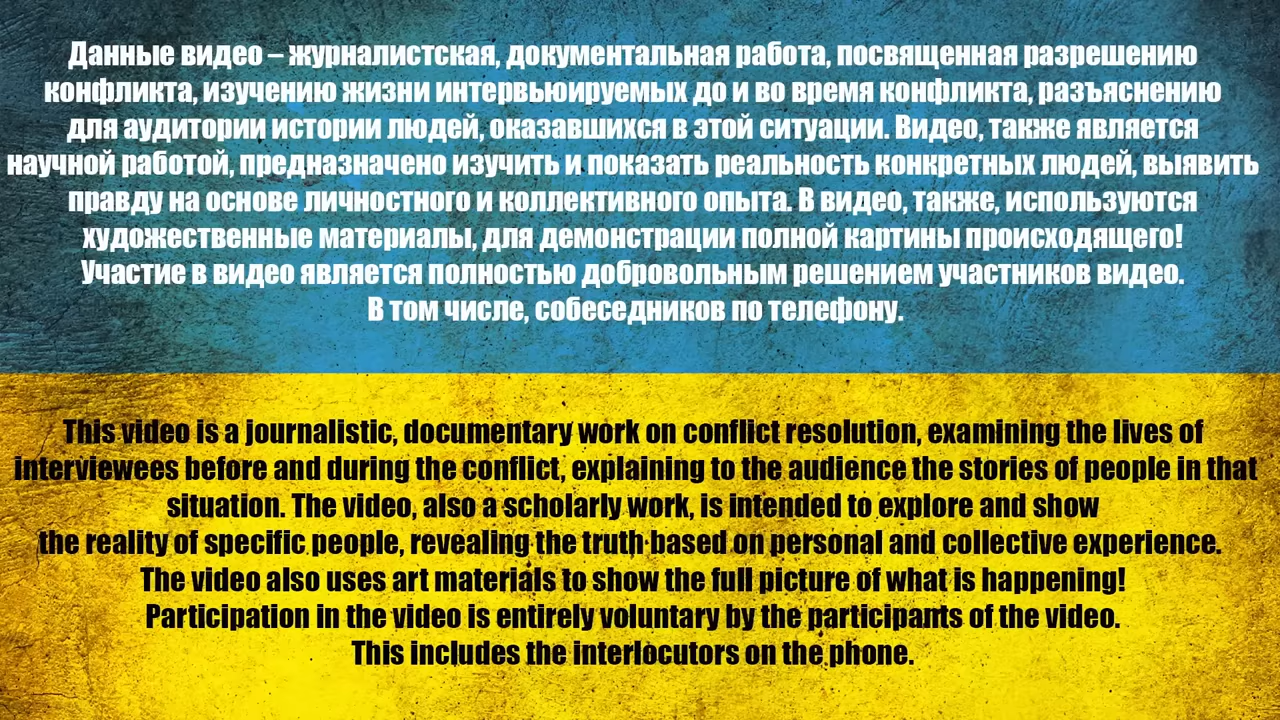 Данные видео – журналистская, документальная работа, посвященная разрешению
конфликта, изучению жизни интервьюируемых до и во время конфликта, разъяснению
для аудитории истории людей, оказавшихся в этой ситуации. Видео, также является
научной работой, предназначено изучить и показать реальность конкретных людей, выявить
правду на основе личностного и коллективного опыта. В видео, также, используются
художественные материалы, для демонстрации полной картины происходящего!
Участие в видео является полностью добровольным решением участников видео.
В том числе, собеседников по телефону.
This video is a journalistic, documentary work on conflict resolution, examining the lives of
interviewees before and during the conflict, explaining to the audience the stories of people in that
situation. The video, also a scholarly work, is intended to explore and show
the reality of specific people, revealing the truth based on personal and collective experience.
The video also uses art materials to show the full picture of what is happening!
Participation in the video is entirely voluntary by the participants of the video.
This includes the interlocutors on the phone.